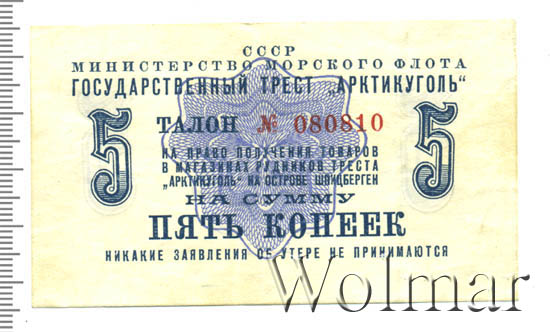 СССР
МИНИСТЕРСТВО МОРСКОГО ФЛОТА
ГОСУДАРСТВЕННЫЙ ТРЕСТ „АРКТИКУГОЛЬ"
5 ТАЛОН № 080810 5
НА ПРАВО ПОЛУЧЕНИЯ ТОВАРОВ
В МАГАЗИНАХ РУДНИКОВ ТРЕСТА
„АРКТИКУГОЛЬ" НА ОСТРОВЕ ШПИЦБЕРГЕН
НА СУММУ
ПЯТЬ КОПЕЕК
НИКАКИЕ ЗАЯВЛЕНИЯ ОБ УТЕРЕ НЕ ПРИНИМАЮТСЯ
Wolmar